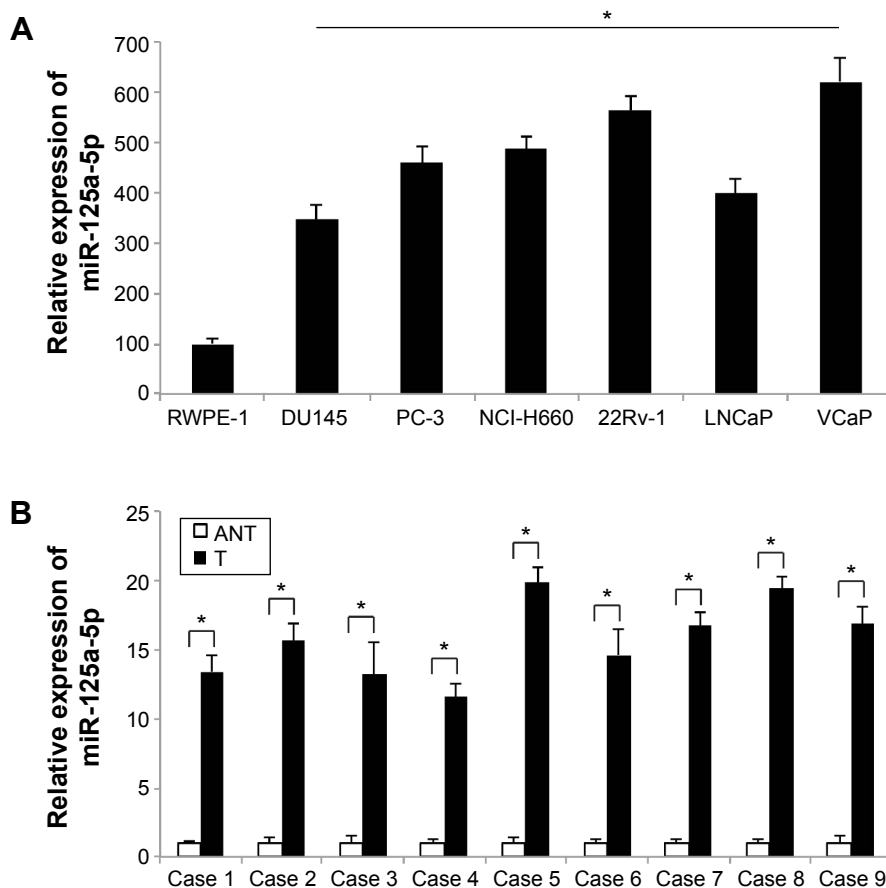 A
Relative expression of
miR-125a-5p
700
600
500
400
300
200
100
0
*
RWPE-1 DU145 PC-3 NCI-H660 22Rv-1 LNCaP VCaP
B
Relative expression of
miR-125a-5p
25
20
15
10
5
0
ANT
T
* * * * * * * * *
Case 1 Case 2 Case 3 Case 4 Case 5 Case 6 Case 7 Case 8 Case 9